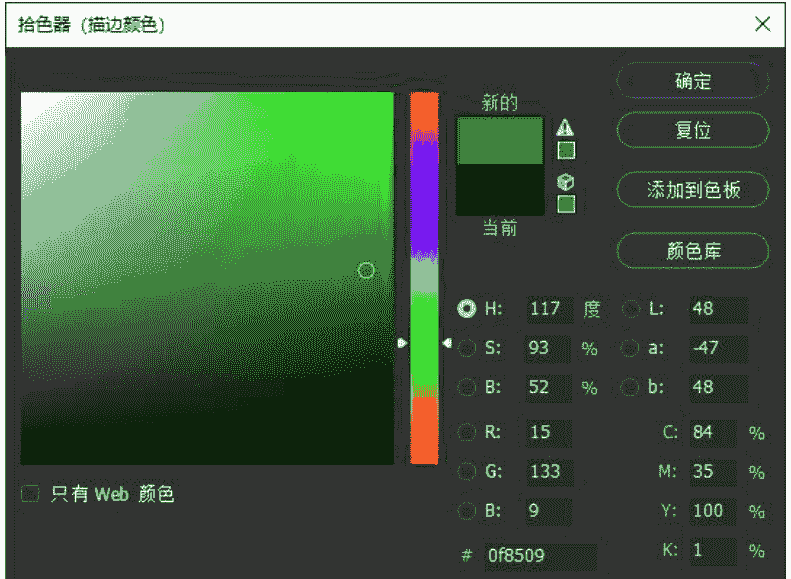 拾色器（描边颜色）
确定
新的
复位
添加到色板
当前
颜色库
H: 117 度
L: 48
S: 93 %
a: -47
B: 52 %
b: 48
R: 15
C: 84 %
G: 133
M: 35 %
只有 Web 颜色
B: 9
Y: 100 %
# 0f8509
K: 1 %